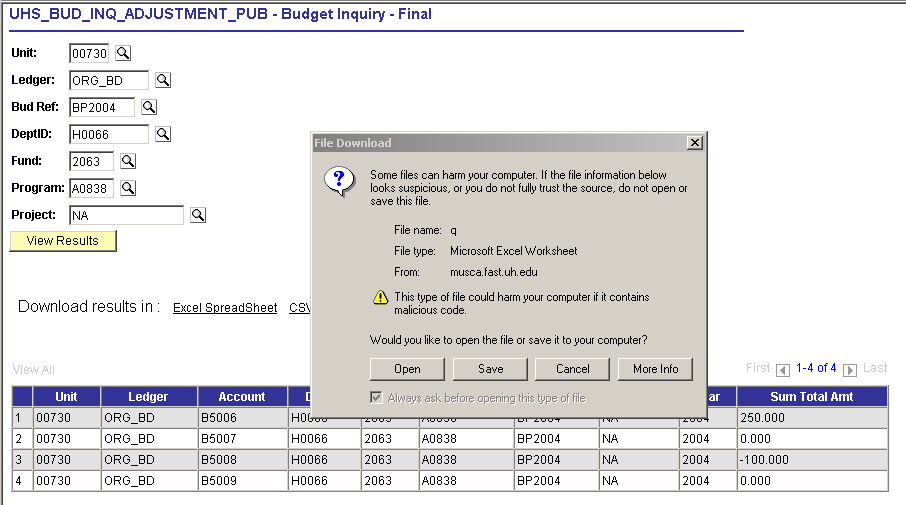 UHS_BUD_INQ_ADJUSTMENT_PUB - Budget Inquiry - Final
Unit: 00730
Ledger: ORG_BD
Bud Ref: BP2004
DeptID: H0066
Fund: 2063
Program: A0838
Project: NA
View Results
File Download
Some files can harm your computer. If the file information below
looks suspicious, or you do not fully trust the source, do not open or
save this file.
File name: q
File type: Microsoft Excel Worksheet
From: musca.fast.uh.edu
This type of file could harm your computer if it contains
malicious code.
Would you like to open the file or save it to your computer?
Open Save Cancel More Info
Always ask before opening this type of file
Download results in : Excel SpreadSheet CSV
View All First 1-4 of 4 Last
Unit Ledger Account Sum Total Amt
1 00730 ORG_BD B5006 H0066 2063 A0838 BP2004 NA 2004 250.000
2 00730 ORG_BD B5007 H0066 2063 A0838 BP2004 NA 2004 0.000
3 00730 ORG_BD B5008 H0066 2063 A0838 BP2004 NA 2004 -100.000
4 00730 ORG_BD B5009 H0066 2063 A0838 BP2004 NA 2004 0.000